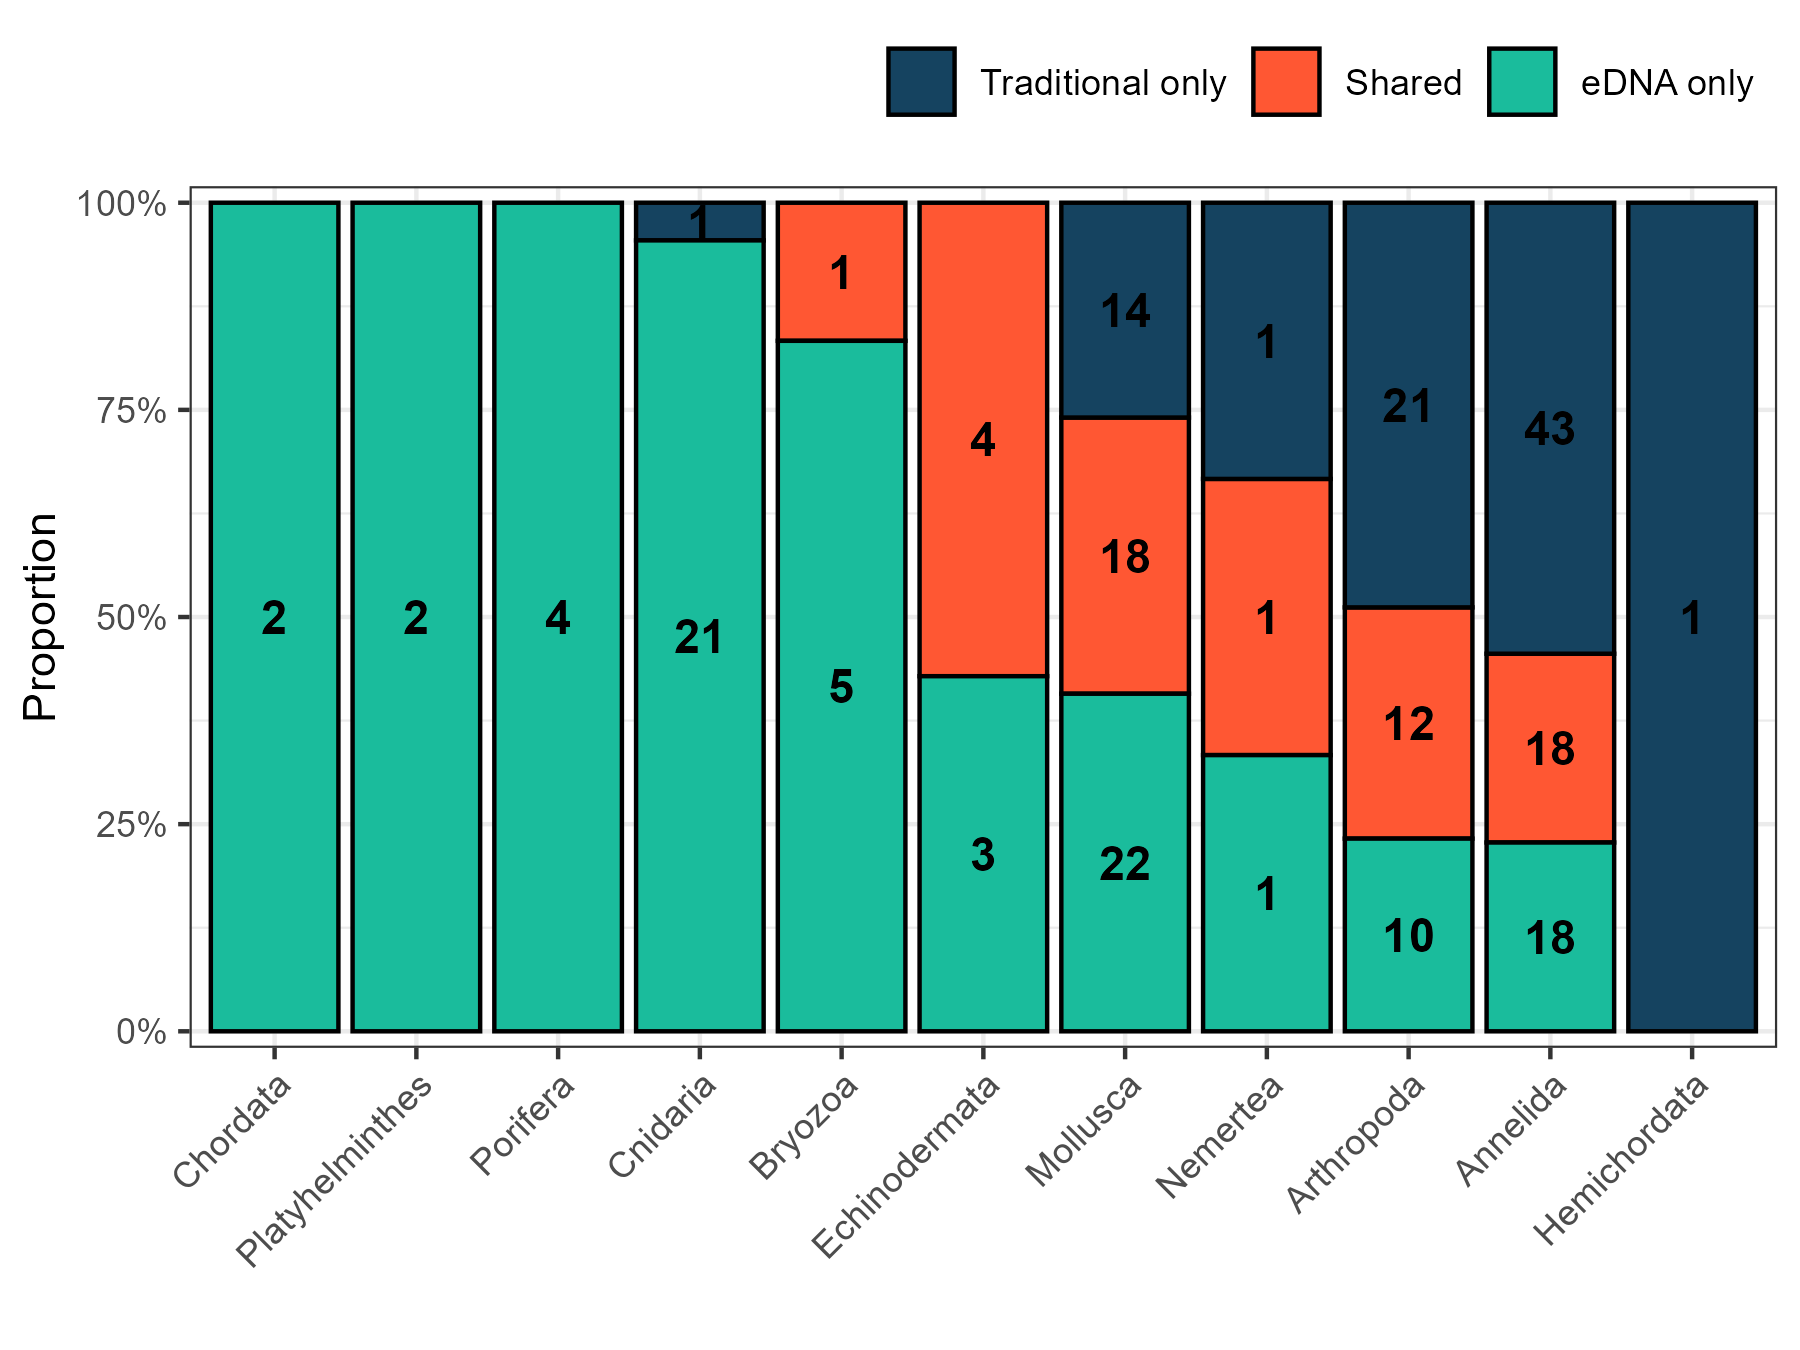 Traditional only Shared eDNA only
100%
75%
50%
25%
0%
Proportion
2
2
4
1
21
1
5
4
3
14
18
22
1
1
1
21
12
10
43
18
18
1
Chordata
Platyhelminthes
Porifera
Cnidaria
Bryozoa
Echinodermata
Mollusca
Nemertea
Arthropoda
Annelida
Hemichordata